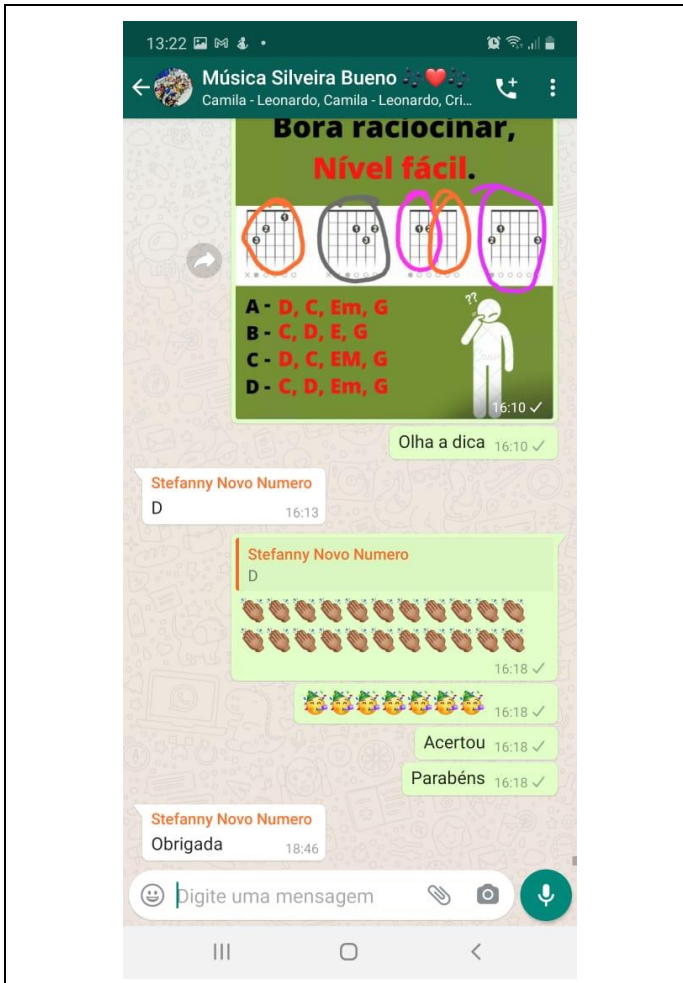 13:22
Música Silveira Bueno 🎶❤️🎶
Camila - Leonardo, Camila - Leonardo, Cri...
Bora raciocinar,
Nível fácil.
A - D, C, Em, G
B - C, D, E, G
C - D, C, EM, G
D - C, D, Em, G
??
16:10
Olha a dica 16:10
Stefanny Novo Numero
D 16:13
Stefanny Novo Numero
D
👏🏽👏🏽👏🏽👏🏽👏🏽👏🏽👏🏽👏🏽👏🏽👏🏽👏🏽
👏🏽👏🏽👏🏽👏🏽👏🏽👏🏽👏🏽👏🏽👏🏽👏🏽👏🏽
16:18
🥳🥳🥳🥳🥳🥳🥳 16:18
Acertou 16:18
Parabéns 16:18
Stefanny Novo Numero
Obrigada 18:46
Digite uma mensagem